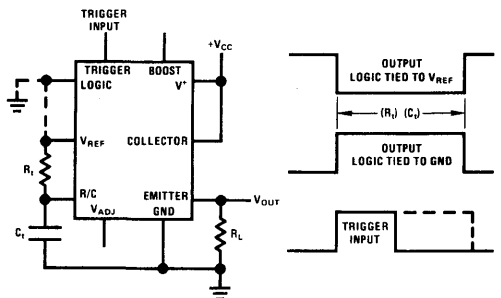 TRIGGER
INPUT
+VCC
TRIGGER BOOST
LOGIC V+
VREF COLLECTOR
Rt
R/C EMITTER VOUT
VADJ GND
Ct RL
OUTPUT
LOGIC TIED TO VREF
(Rt) (Ct)
OUTPUT
LOGIC TIED TO GND
TRIGGER
INPUT